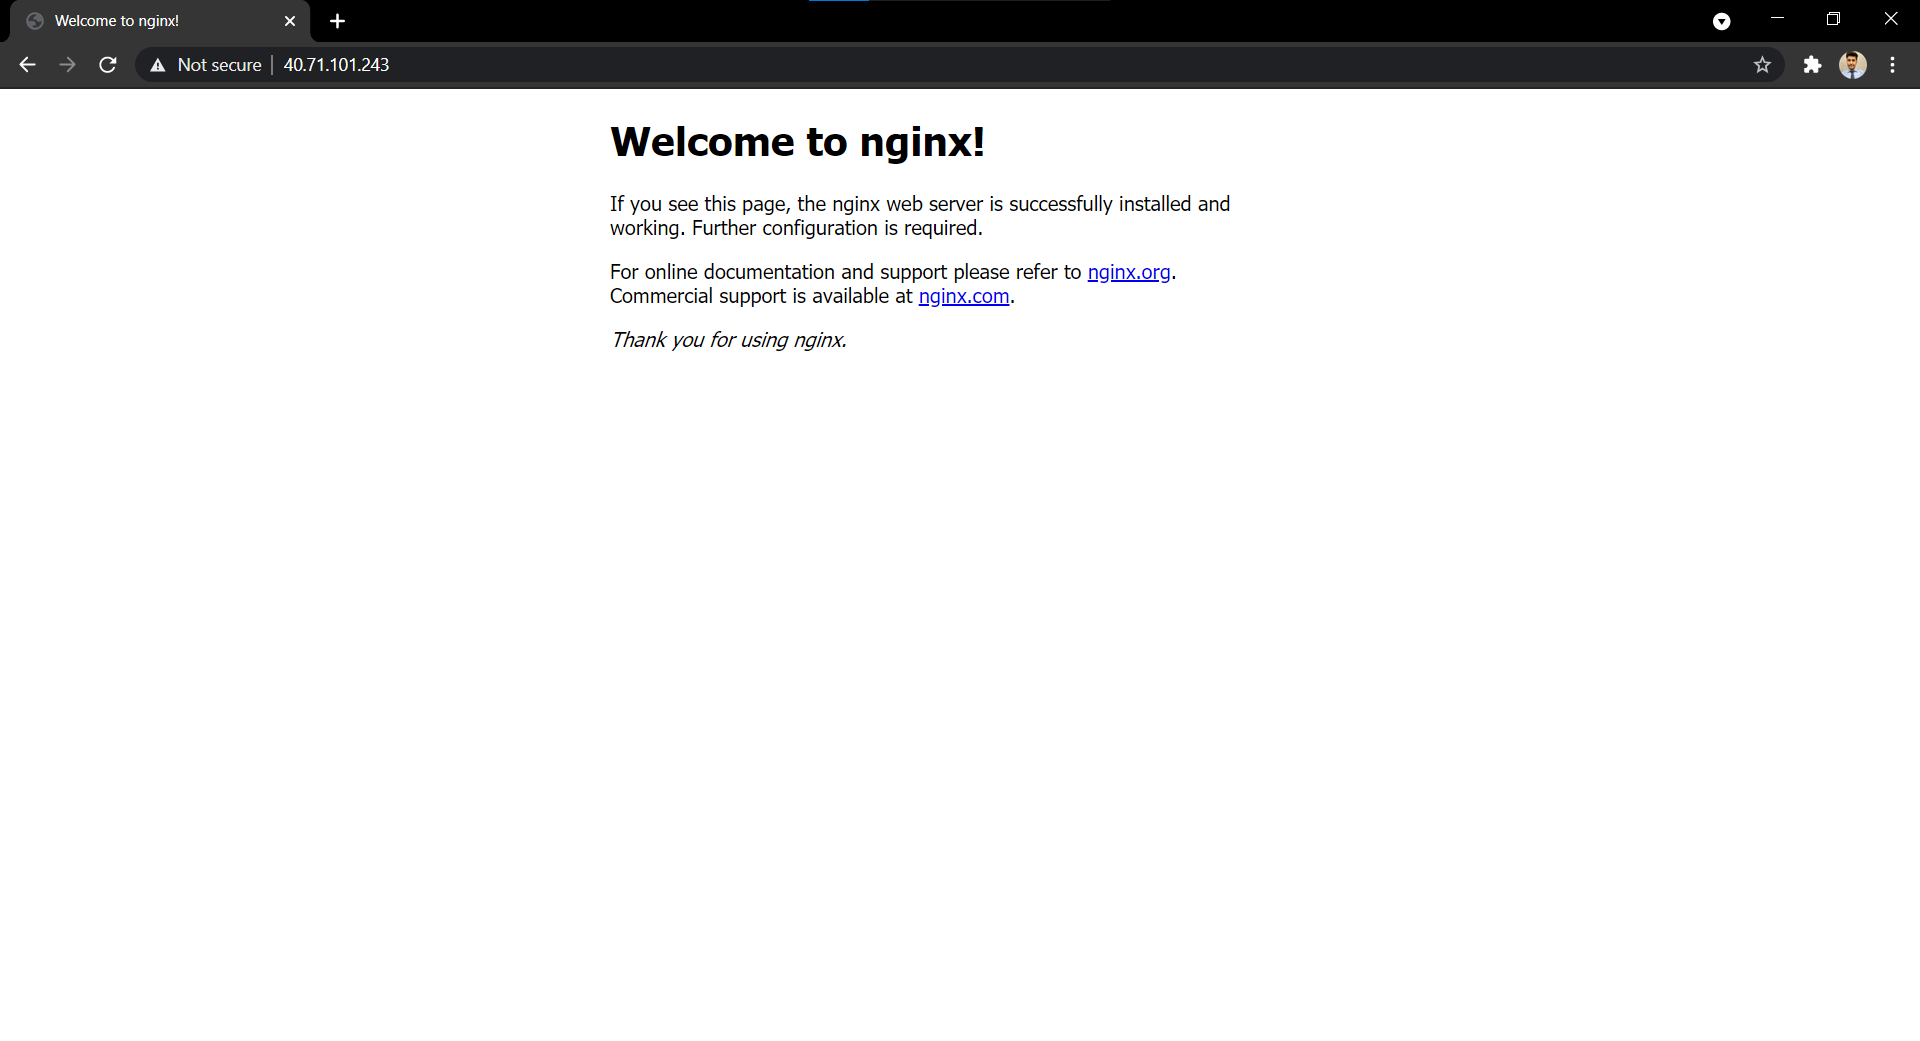 Welcome to nginx!
Not secure 40.71.101.243
Welcome to nginx!
If you see this page, the nginx web server is successfully installed and
working. Further configuration is required.
For online documentation and support please refer to nginx.org.
Commercial support is available at nginx.com.
Thank you for using nginx.